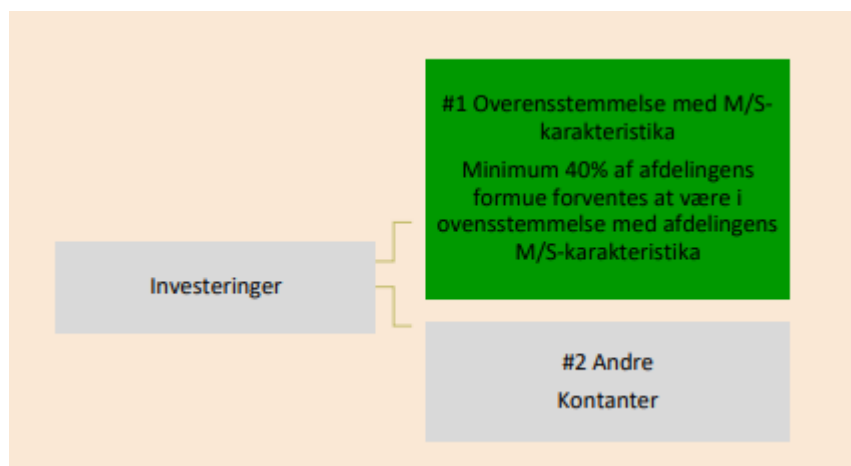 #1 Overensstemmelse med M/S-
karakteristika
Minimum 40% af afdelingens
formue forventes at være i
ovensstemmelse med afdelingens
M/S-karakteristika
Investeringer
#2 Andre
Kontanter